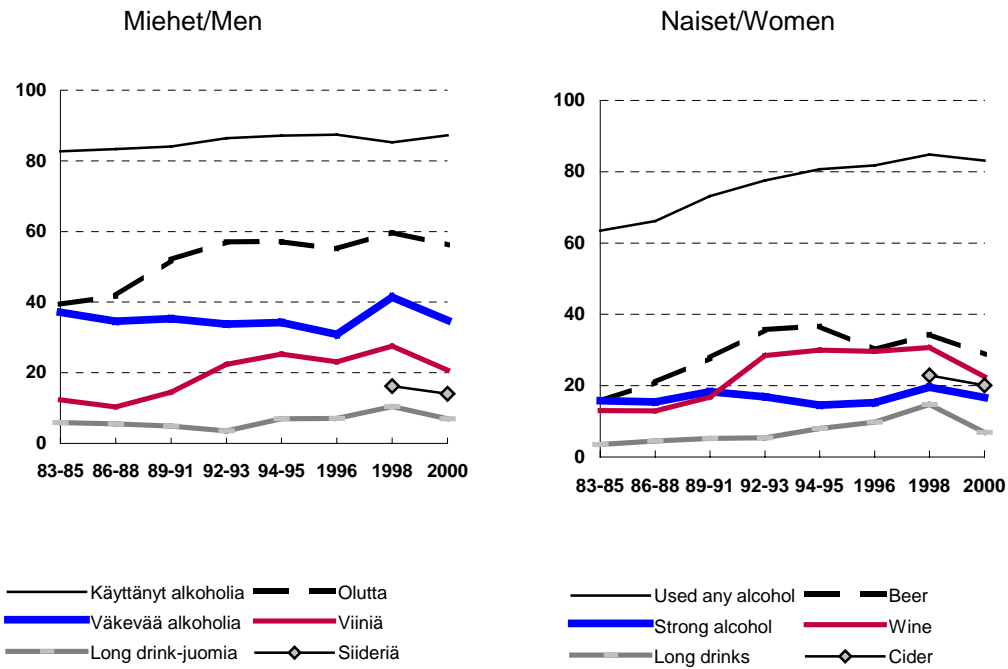 Miehet/Men
Naiset/Women
100
80
60
40
20
0
83-85 86-88 89-91 92-93 94-95 1996 1998 2000
100
80
60
40
20
0
83-85 86-88 89-91 92-93 94-95 1996 1998 2000
Käyttänyt alkoholia Olutta
Väkevää alkoholia Viiniä
Long drink-juomia Siideriä
Used any alcohol Beer
Strong alcohol Wine
Long drinks Cider